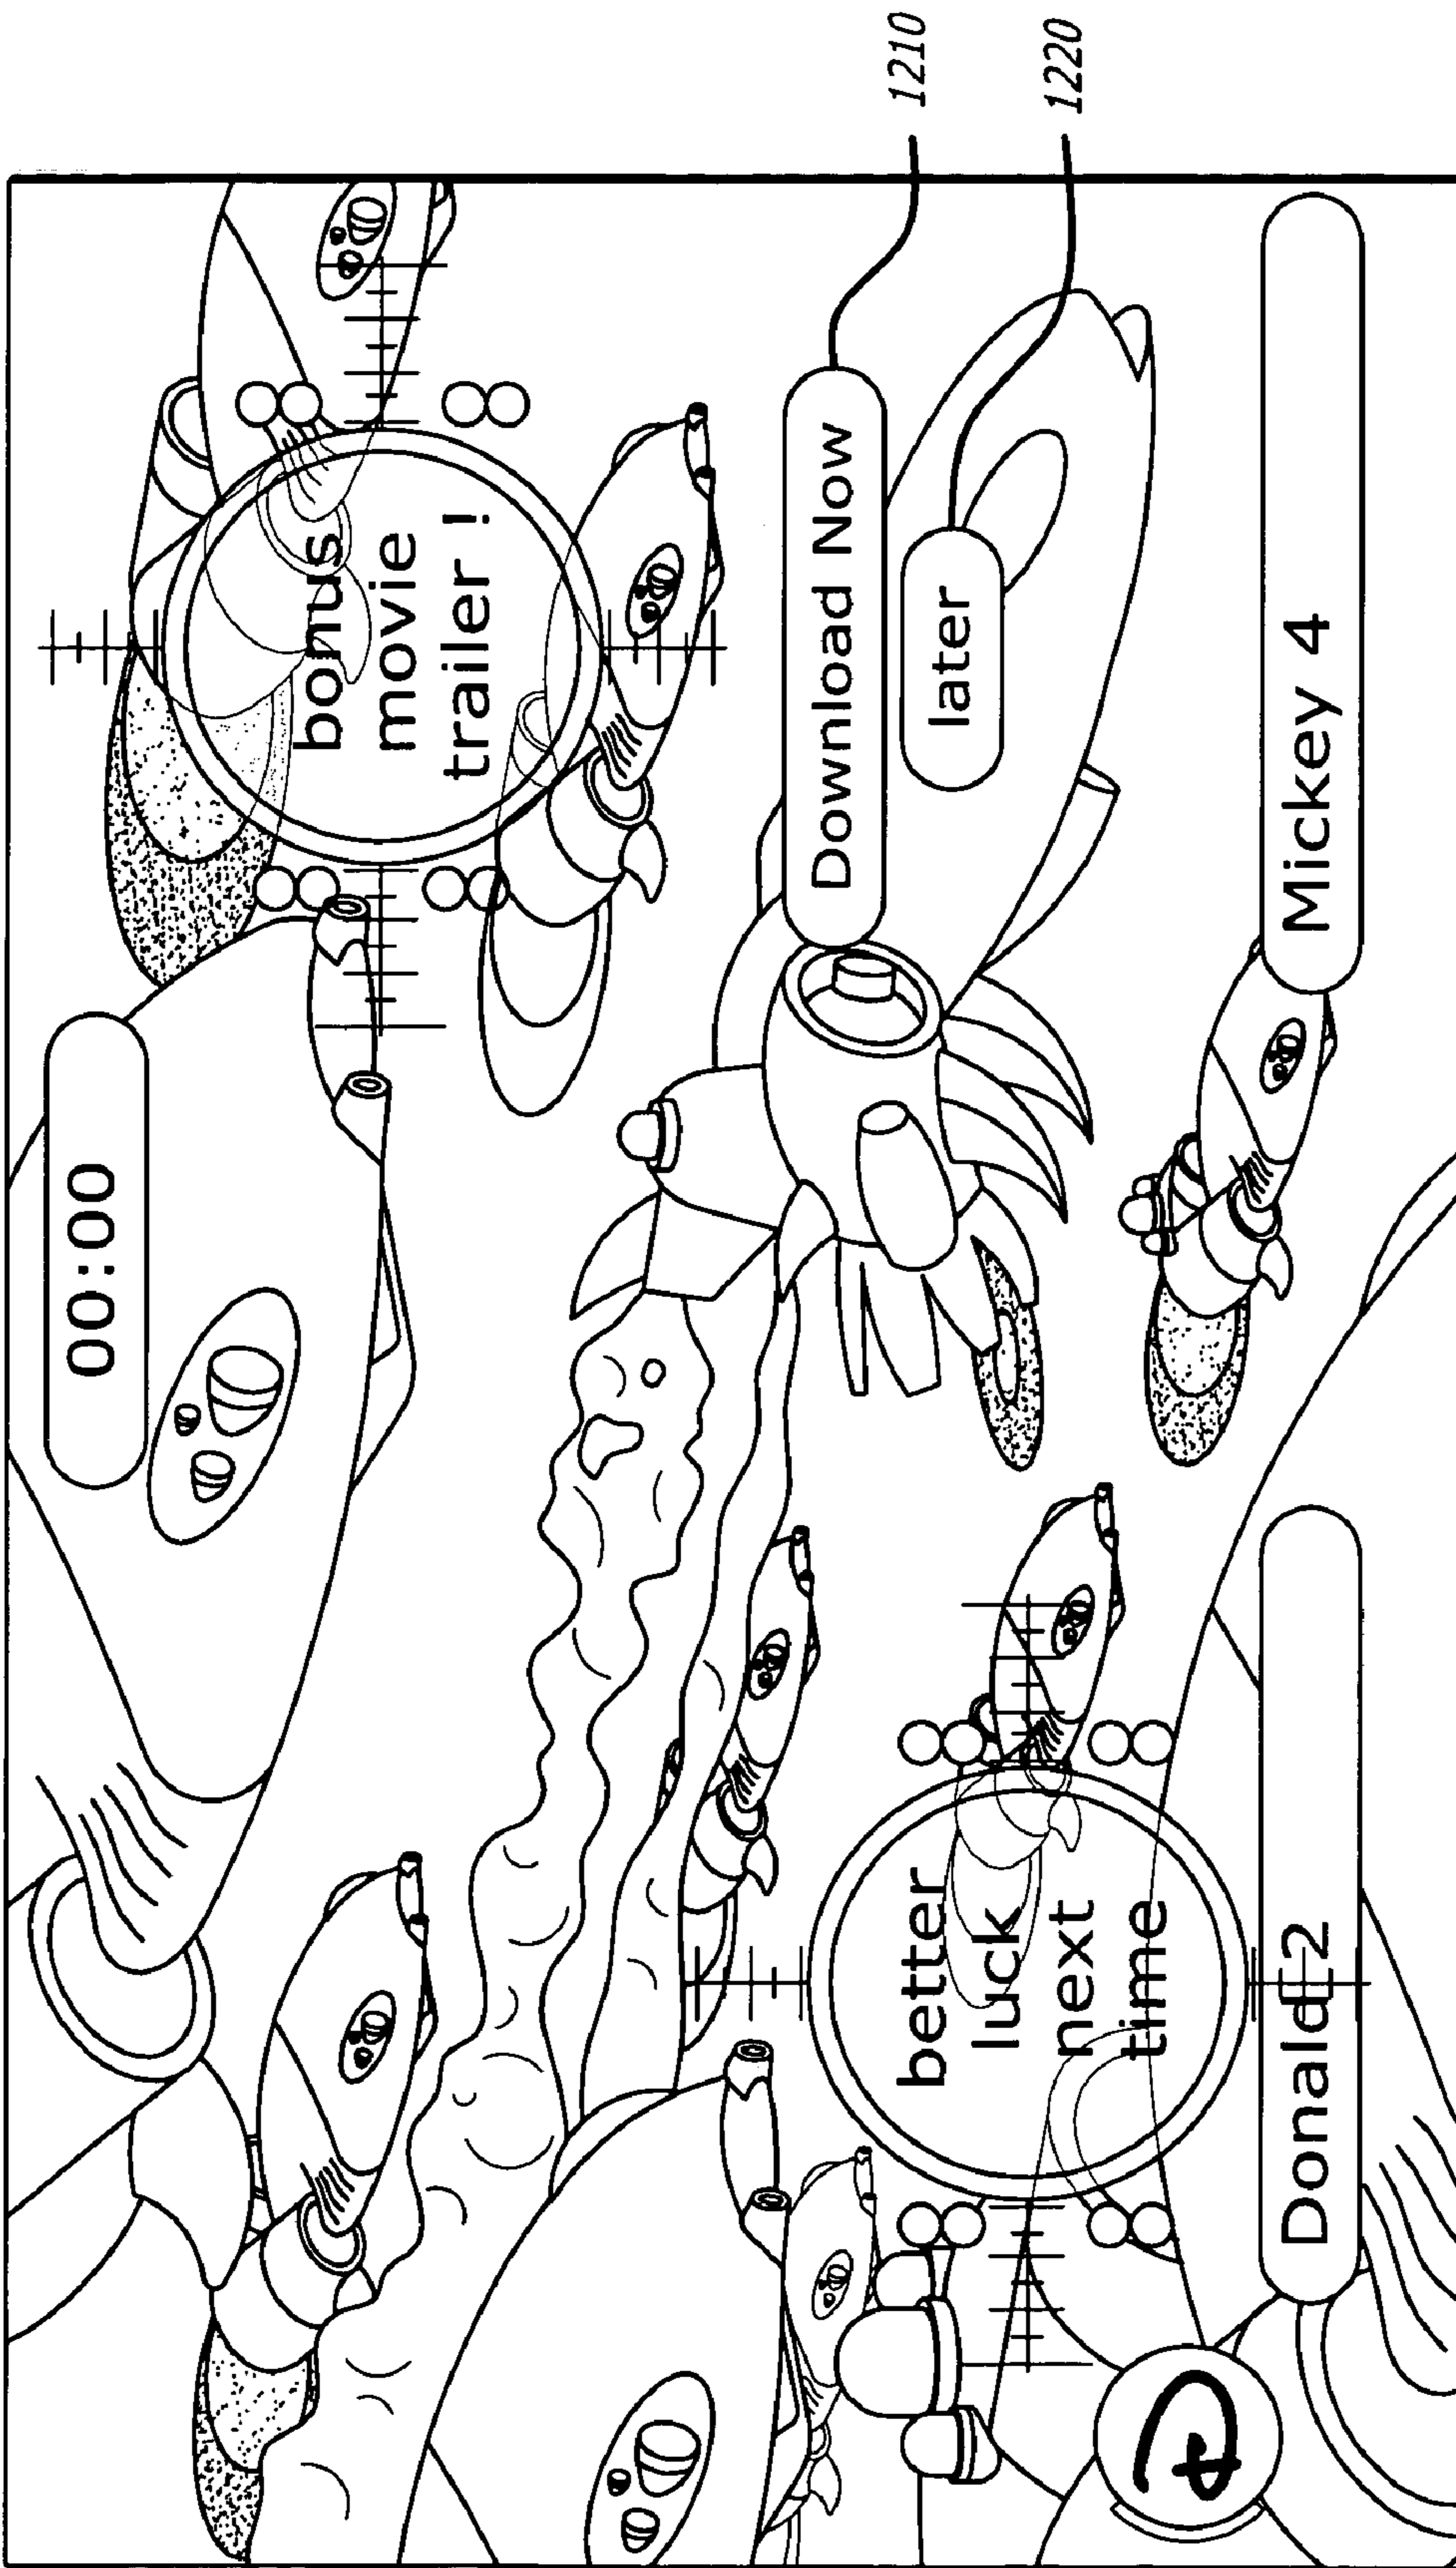 00:00
bonus
movie
trailer !
Download Now
1210
later
1220
better
luck
next
time
Donald 2
Mickey 4